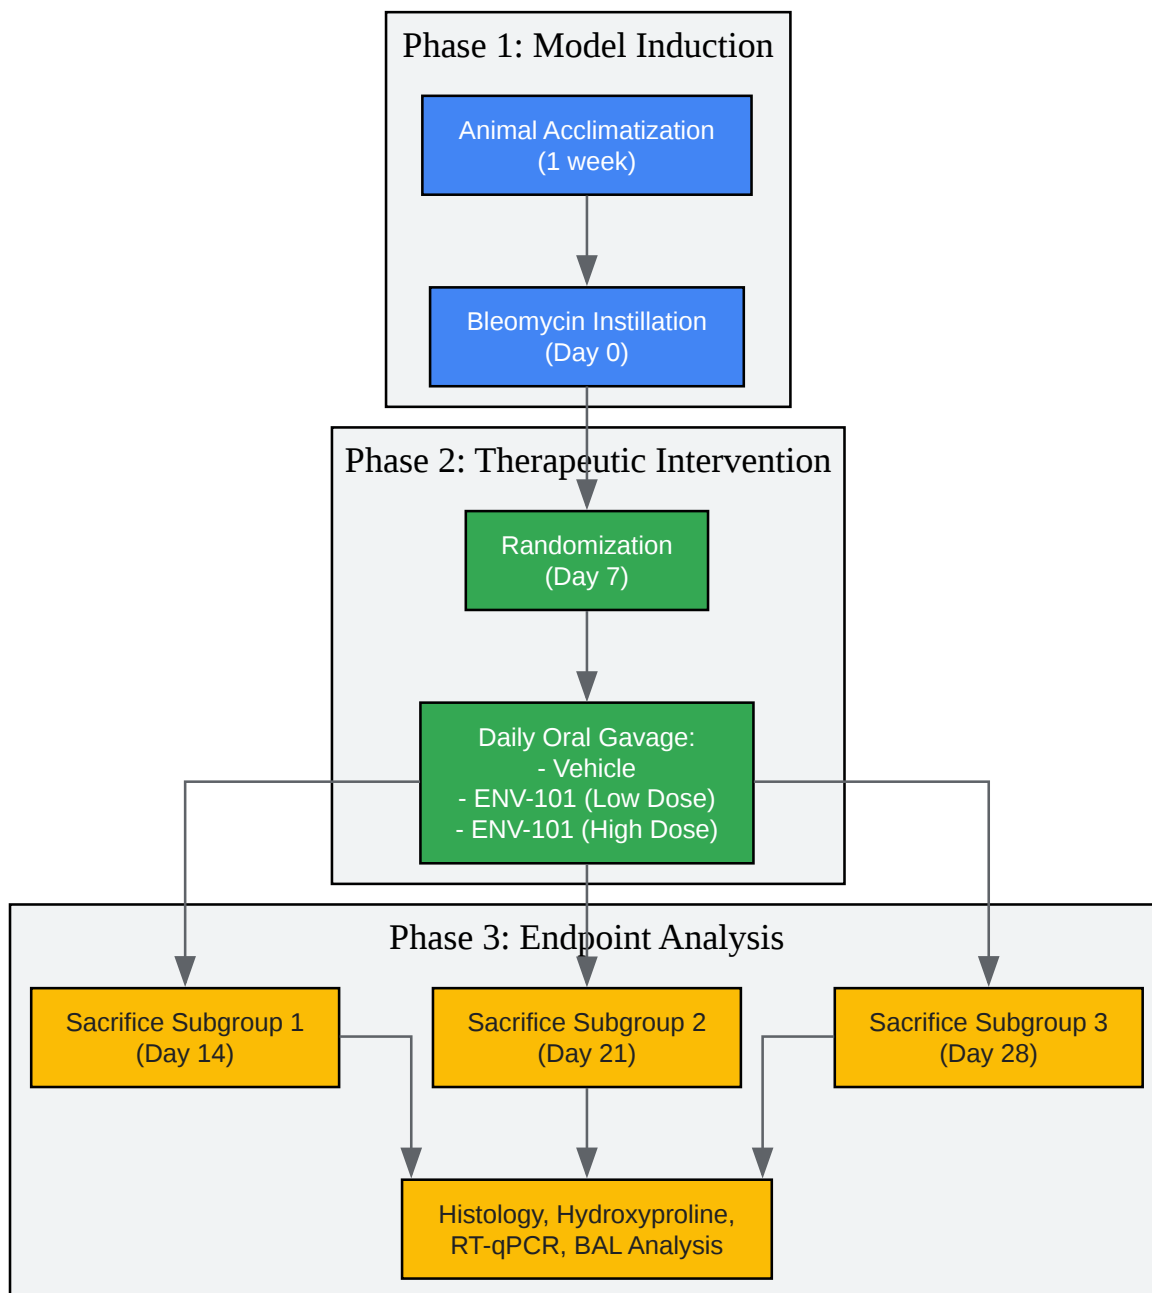 Phase 1: Model Induction
Animal Acclimatization
(1 week)
Bleomycin Instillation
(Day 0)
Phase 2: Therapeutic Intervention
Randomization
(Day 7)
Daily Oral Gavage:
- Vehicle
- ENV-101 (Low Dose)
- ENV-101 (High Dose)
Phase 3: Endpoint Analysis
Sacrifice Subgroup 1
(Day 14)
Sacrifice Subgroup 2
(Day 21)
Sacrifice Subgroup 3
(Day 28)
Histology, Hydroxyproline,
RT-qPCR, BAL Analysis